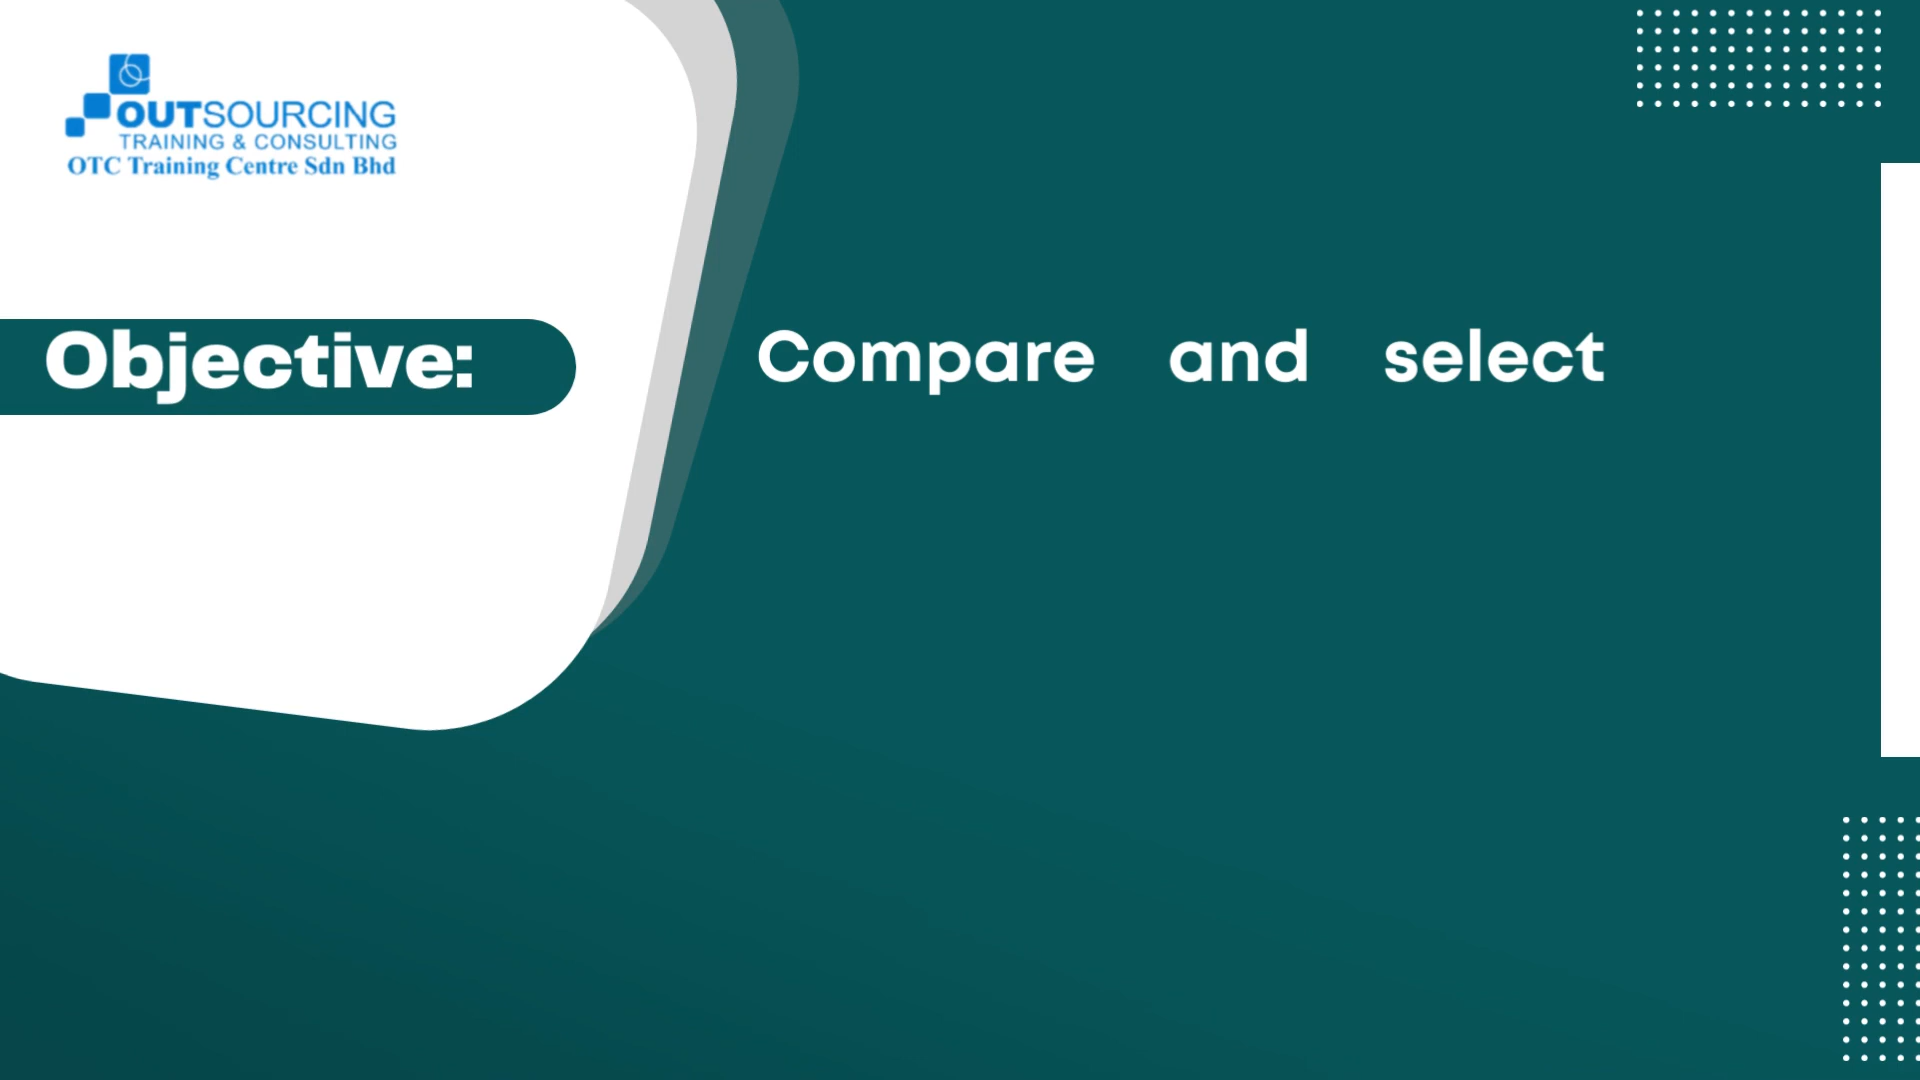 OUTSOURCING
TRAINING & CONSULTING
OTC Training Centre Sdn Bhd
Objective:
Compare and select